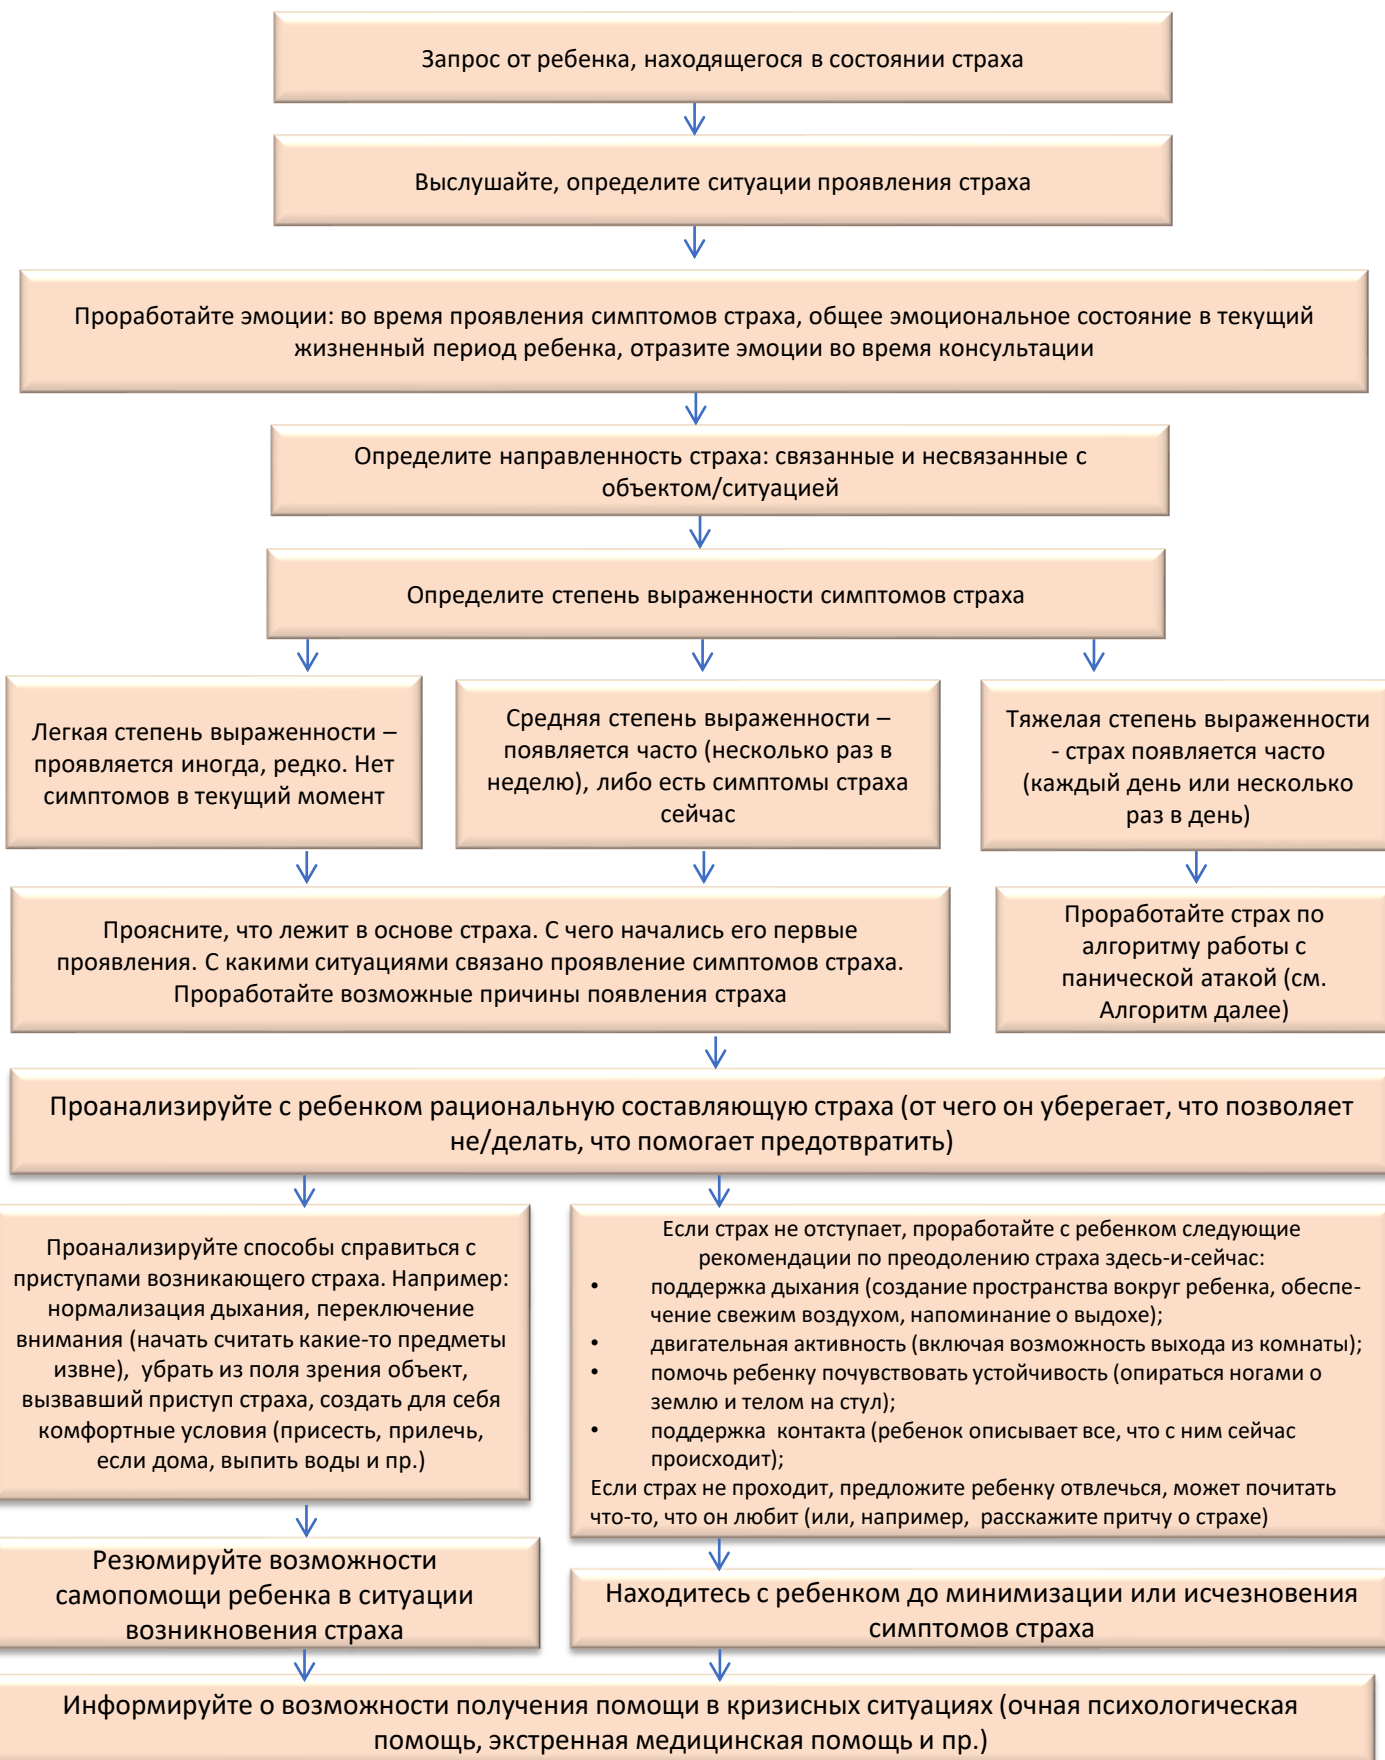 Запрос от ребенка, находящегося в состоянии страха
Выслушайте, определите ситуации проявления страха
Проработайте эмоции: во время проявления симптомов страха, общее эмоциональное состояние в текущий
жизненный период ребенка, отразите эмоции во время консультации
Определите направленность страха: связанные и несвязанные с
объектом/ситуацией
Определите степень выраженности симптомов страха
Легкая степень выраженности –
проявляется иногда, редко. Нет
симптомов в текущий момент
Средняя степень выраженности –
появляется часто (несколько раз в
неделю), либо есть симптомы страха
сейчас
Тяжелая степень выраженности
- страх появляется часто
(каждый день или несколько
раз в день)
Проясните, что лежит в основе страха. С чего начались его первые
проявления. С какими ситуациями связано проявление симптомов страха.
Проработайте возможные причины появления страха
Проработайте страх по
алгоритму работы с
панической атакой (см.
Алгоритм далее)
Проанализируйте с ребенком рациональную составляющую страха (от чего он уберегает, что позволяет
не/делать, что помогает предотвратить)
Проанализируйте способы справиться с
приступами возникающего страха. Например:
нормализация дыхания, переключение
внимания (начать считать какие-то предметы
извне), убрать из поля зрения объект,
вызвавший приступ страха, создать для себя
комфортные условия (присесть, прилечь,
если дома, выпить воды и пр.)
Если страх не отступает, проработайте с ребенком следующие
рекомендации по преодолению страха здесь-и-сейчас:
• поддержка дыхания (создание пространства вокруг ребенка, обеспе-
чение свежим воздухом, напоминание о выдохе);
• двигательная активность (включая возможность выхода из комнаты);
• помочь ребенку почувствовать устойчивость (опираться ногами о
землю и телом на стул);
• поддержка контакта (ребенок описывает все, что с ним сейчас
происходит);
Если страх не проходит, предложите ребенку отвлечься, может почитать
что-то, что он любит (или, например, расскажите притчу о страхе)
Резюмируйте возможности
самопомощи ребенка в ситуации
возникновения страха
Находитесь с ребенком до минимизации или исчезновения
симптомов страха
Информируйте о возможности получения помощи в кризисных ситуациях (очная психологическая
помощь, экстренная медицинская помощь и пр.)